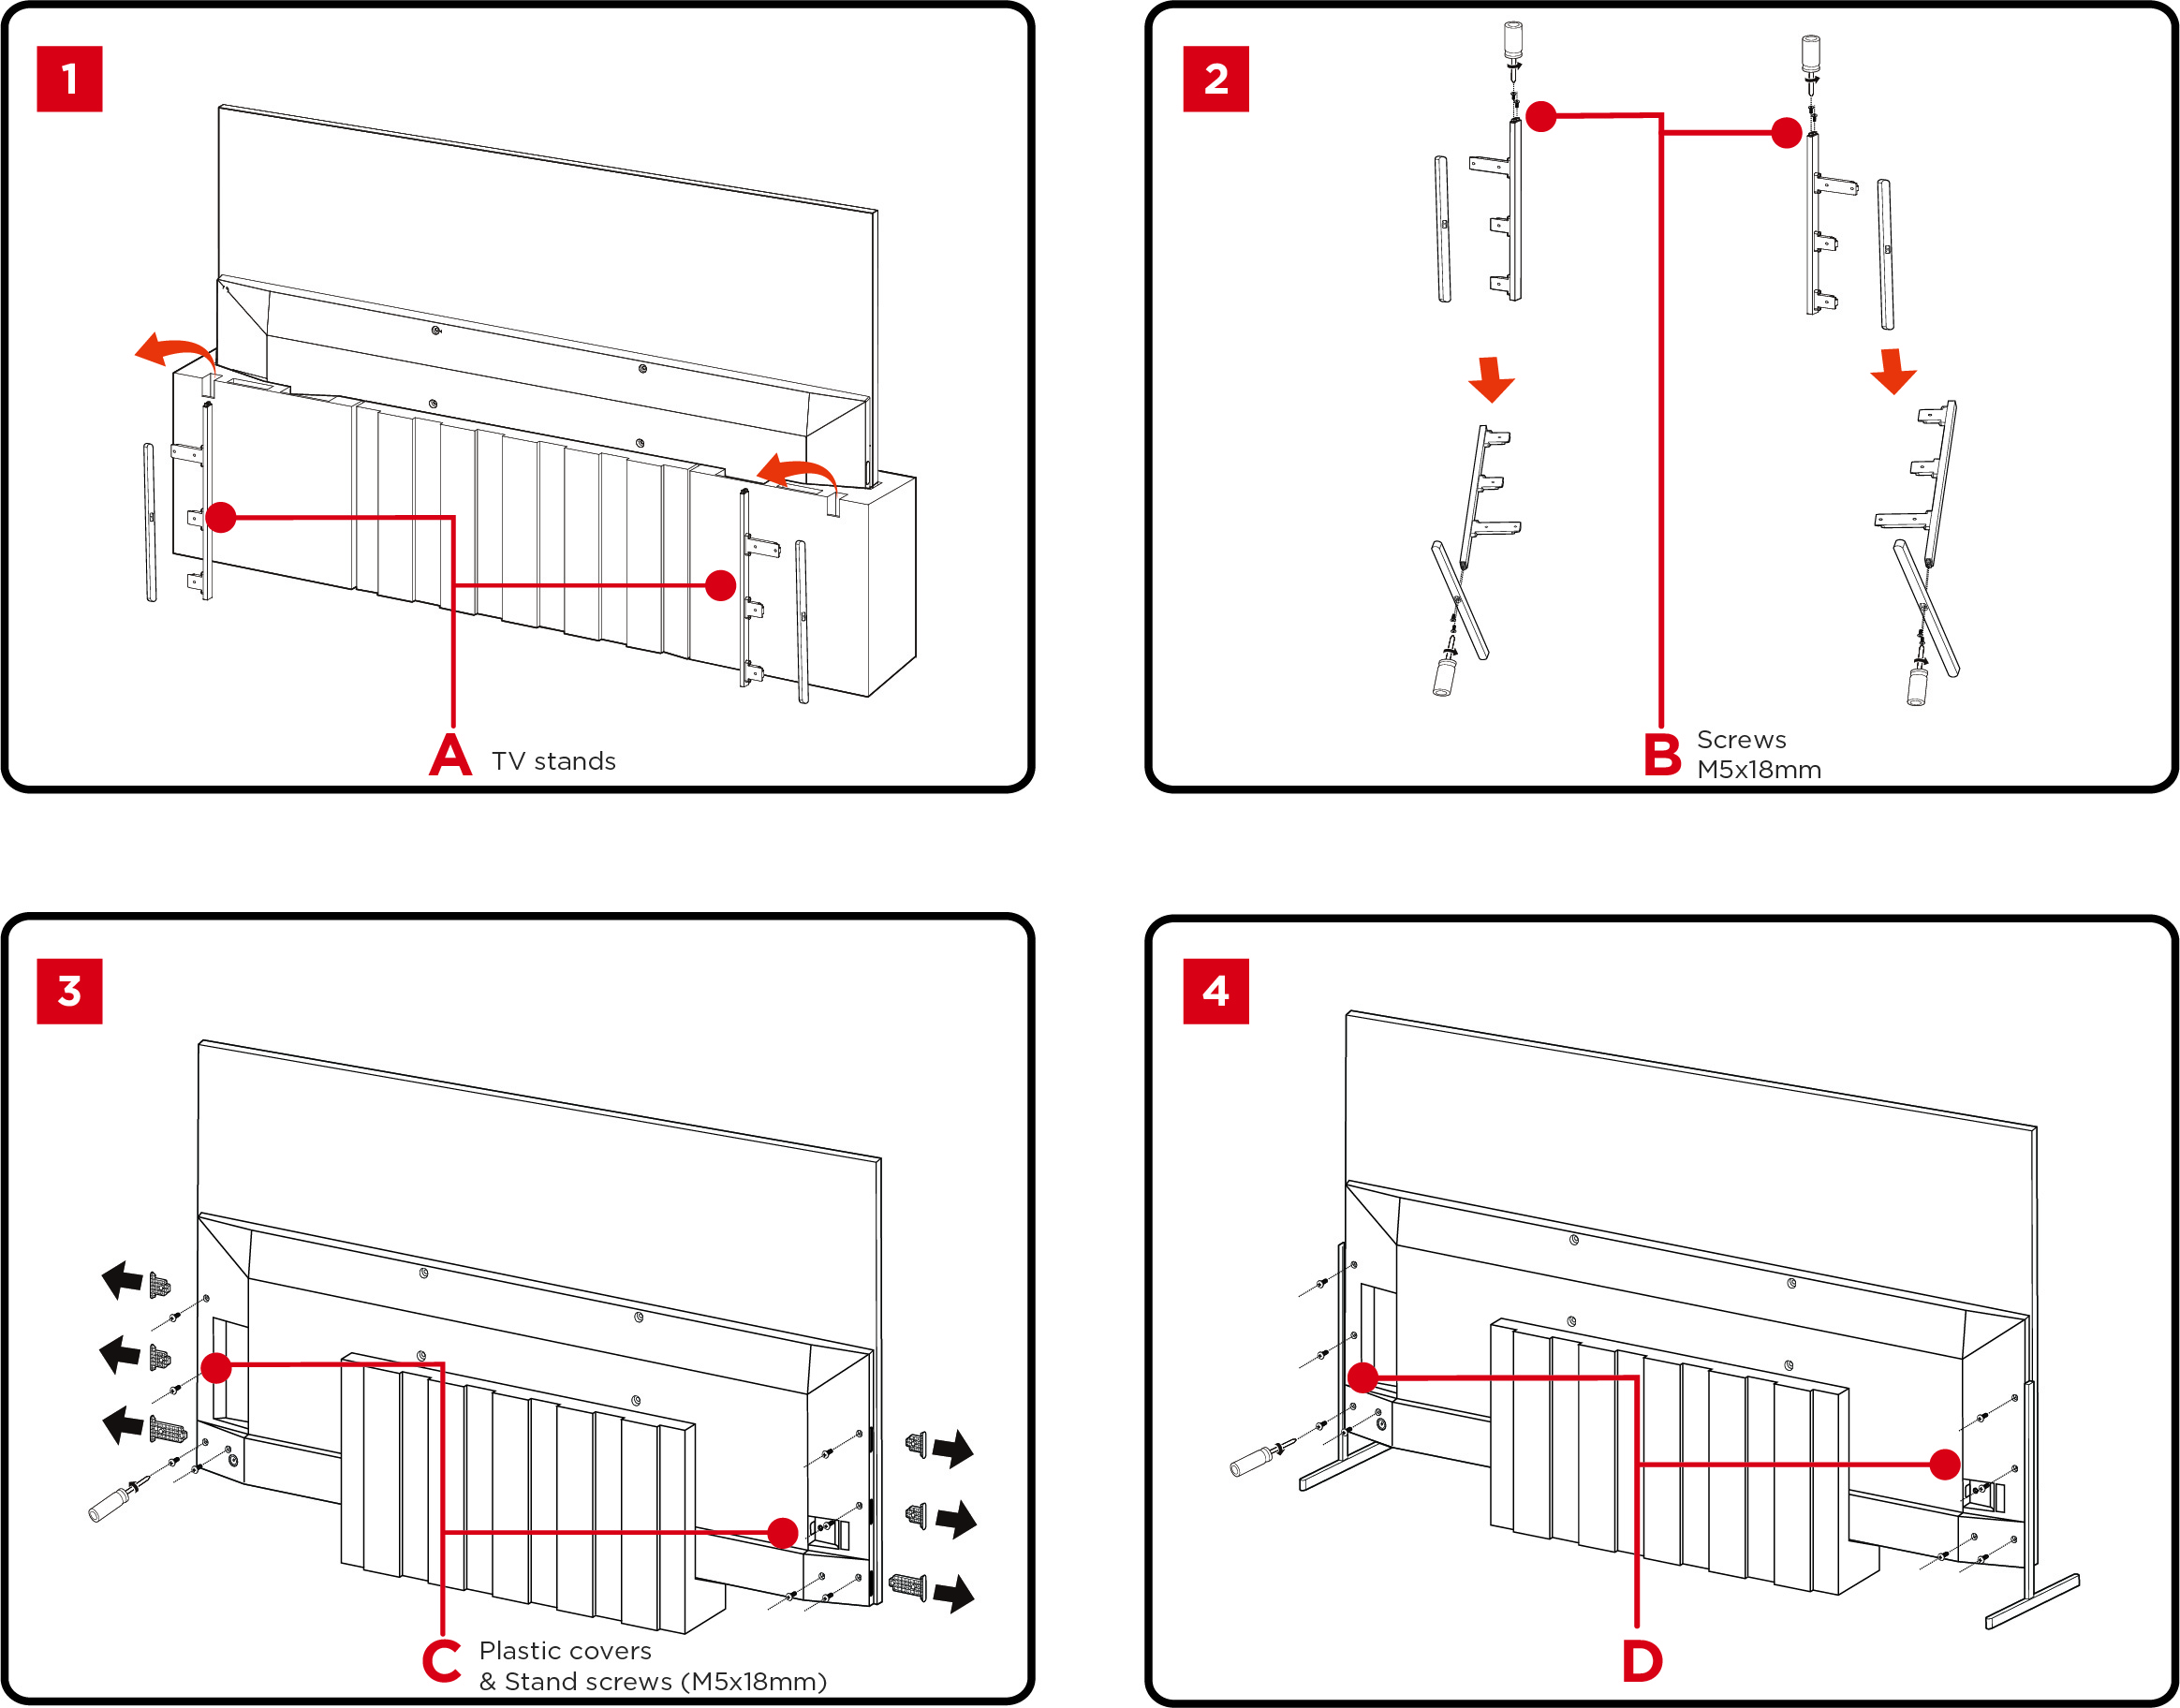 1
A TV stands
2
B Screws
M5x18mm
3
C Plastic covers
& Stand screws (M5x18mm)
4
D